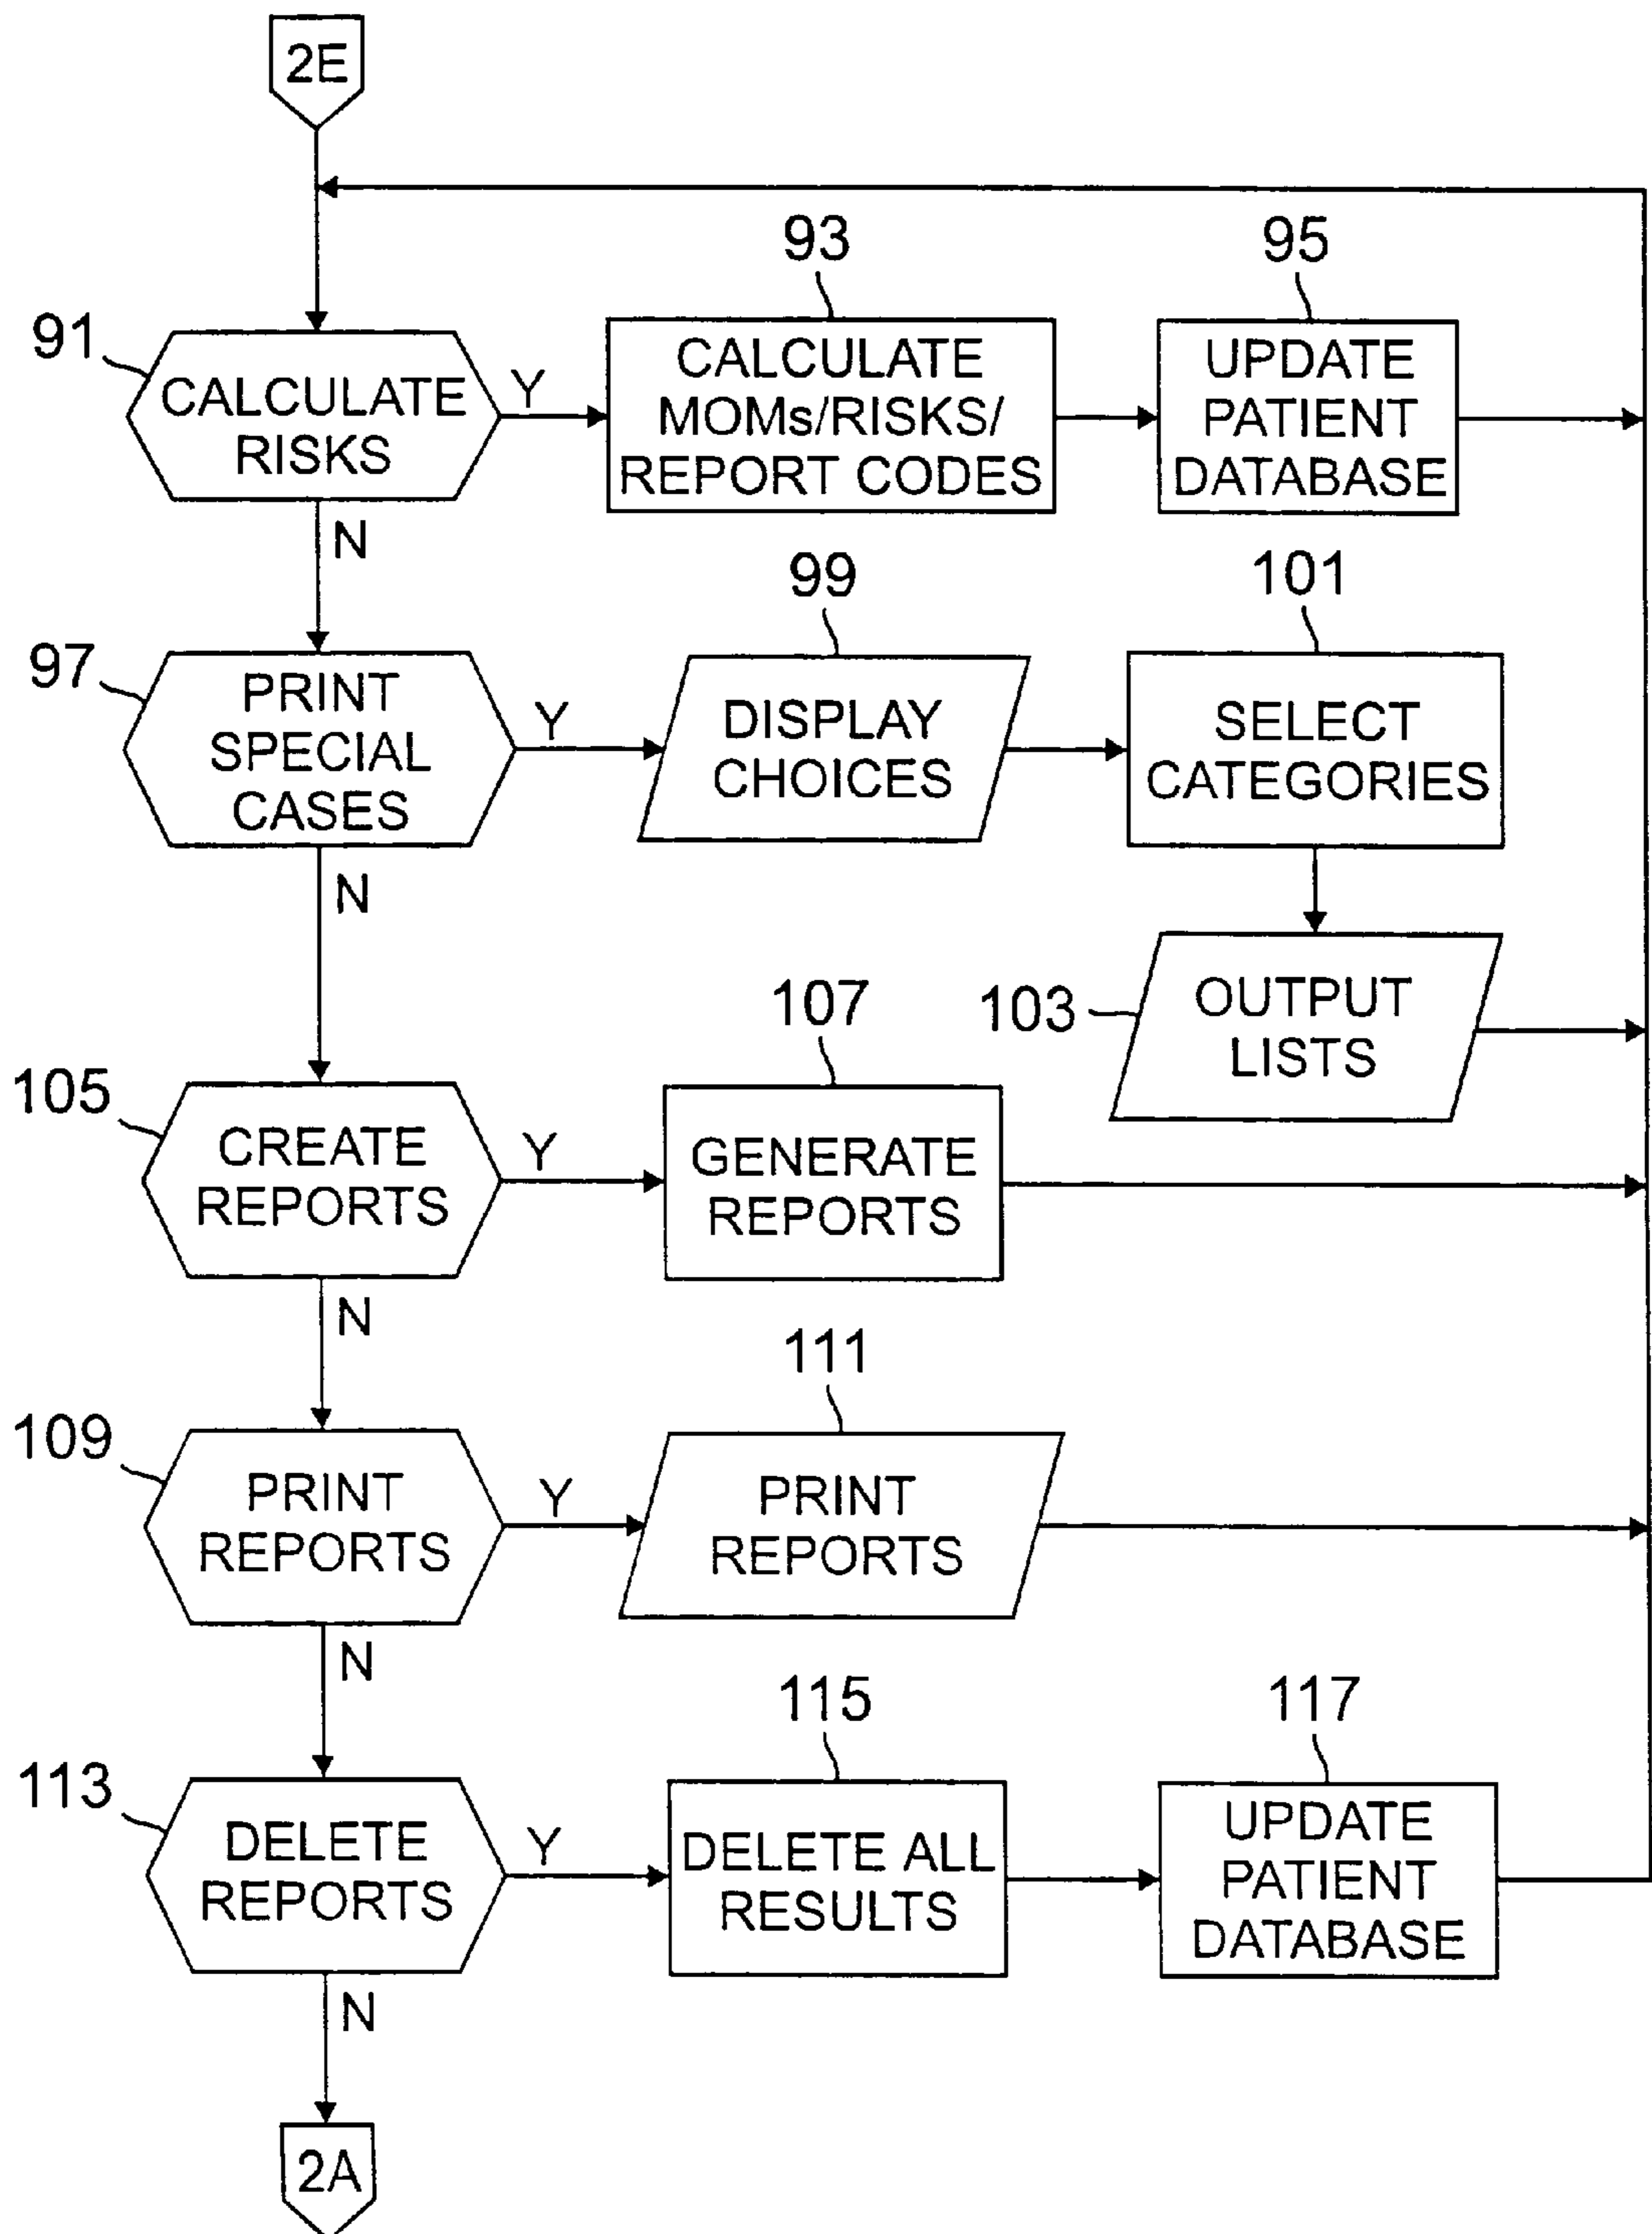 2E
93
95
91
CALCULATE
RISKS
Y
CALCULATE
MOMs/RISKS/
REPORT CODES
UPDATE
PATIENT
DATABASE
N
99
101
97
PRINT
SPECIAL
CASES
Y
DISPLAY
CHOICES
SELECT
CATEGORIES
N
103
OUTPUT
LISTS
107
105
CREATE
REPORTS
Y
GENERATE
REPORTS
N
111
109
PRINT
REPORTS
Y
PRINT
REPORTS
N
115
117
113
DELETE
REPORTS
Y
DELETE ALL
RESULTS
UPDATE
PATIENT
DATABASE
N
2A